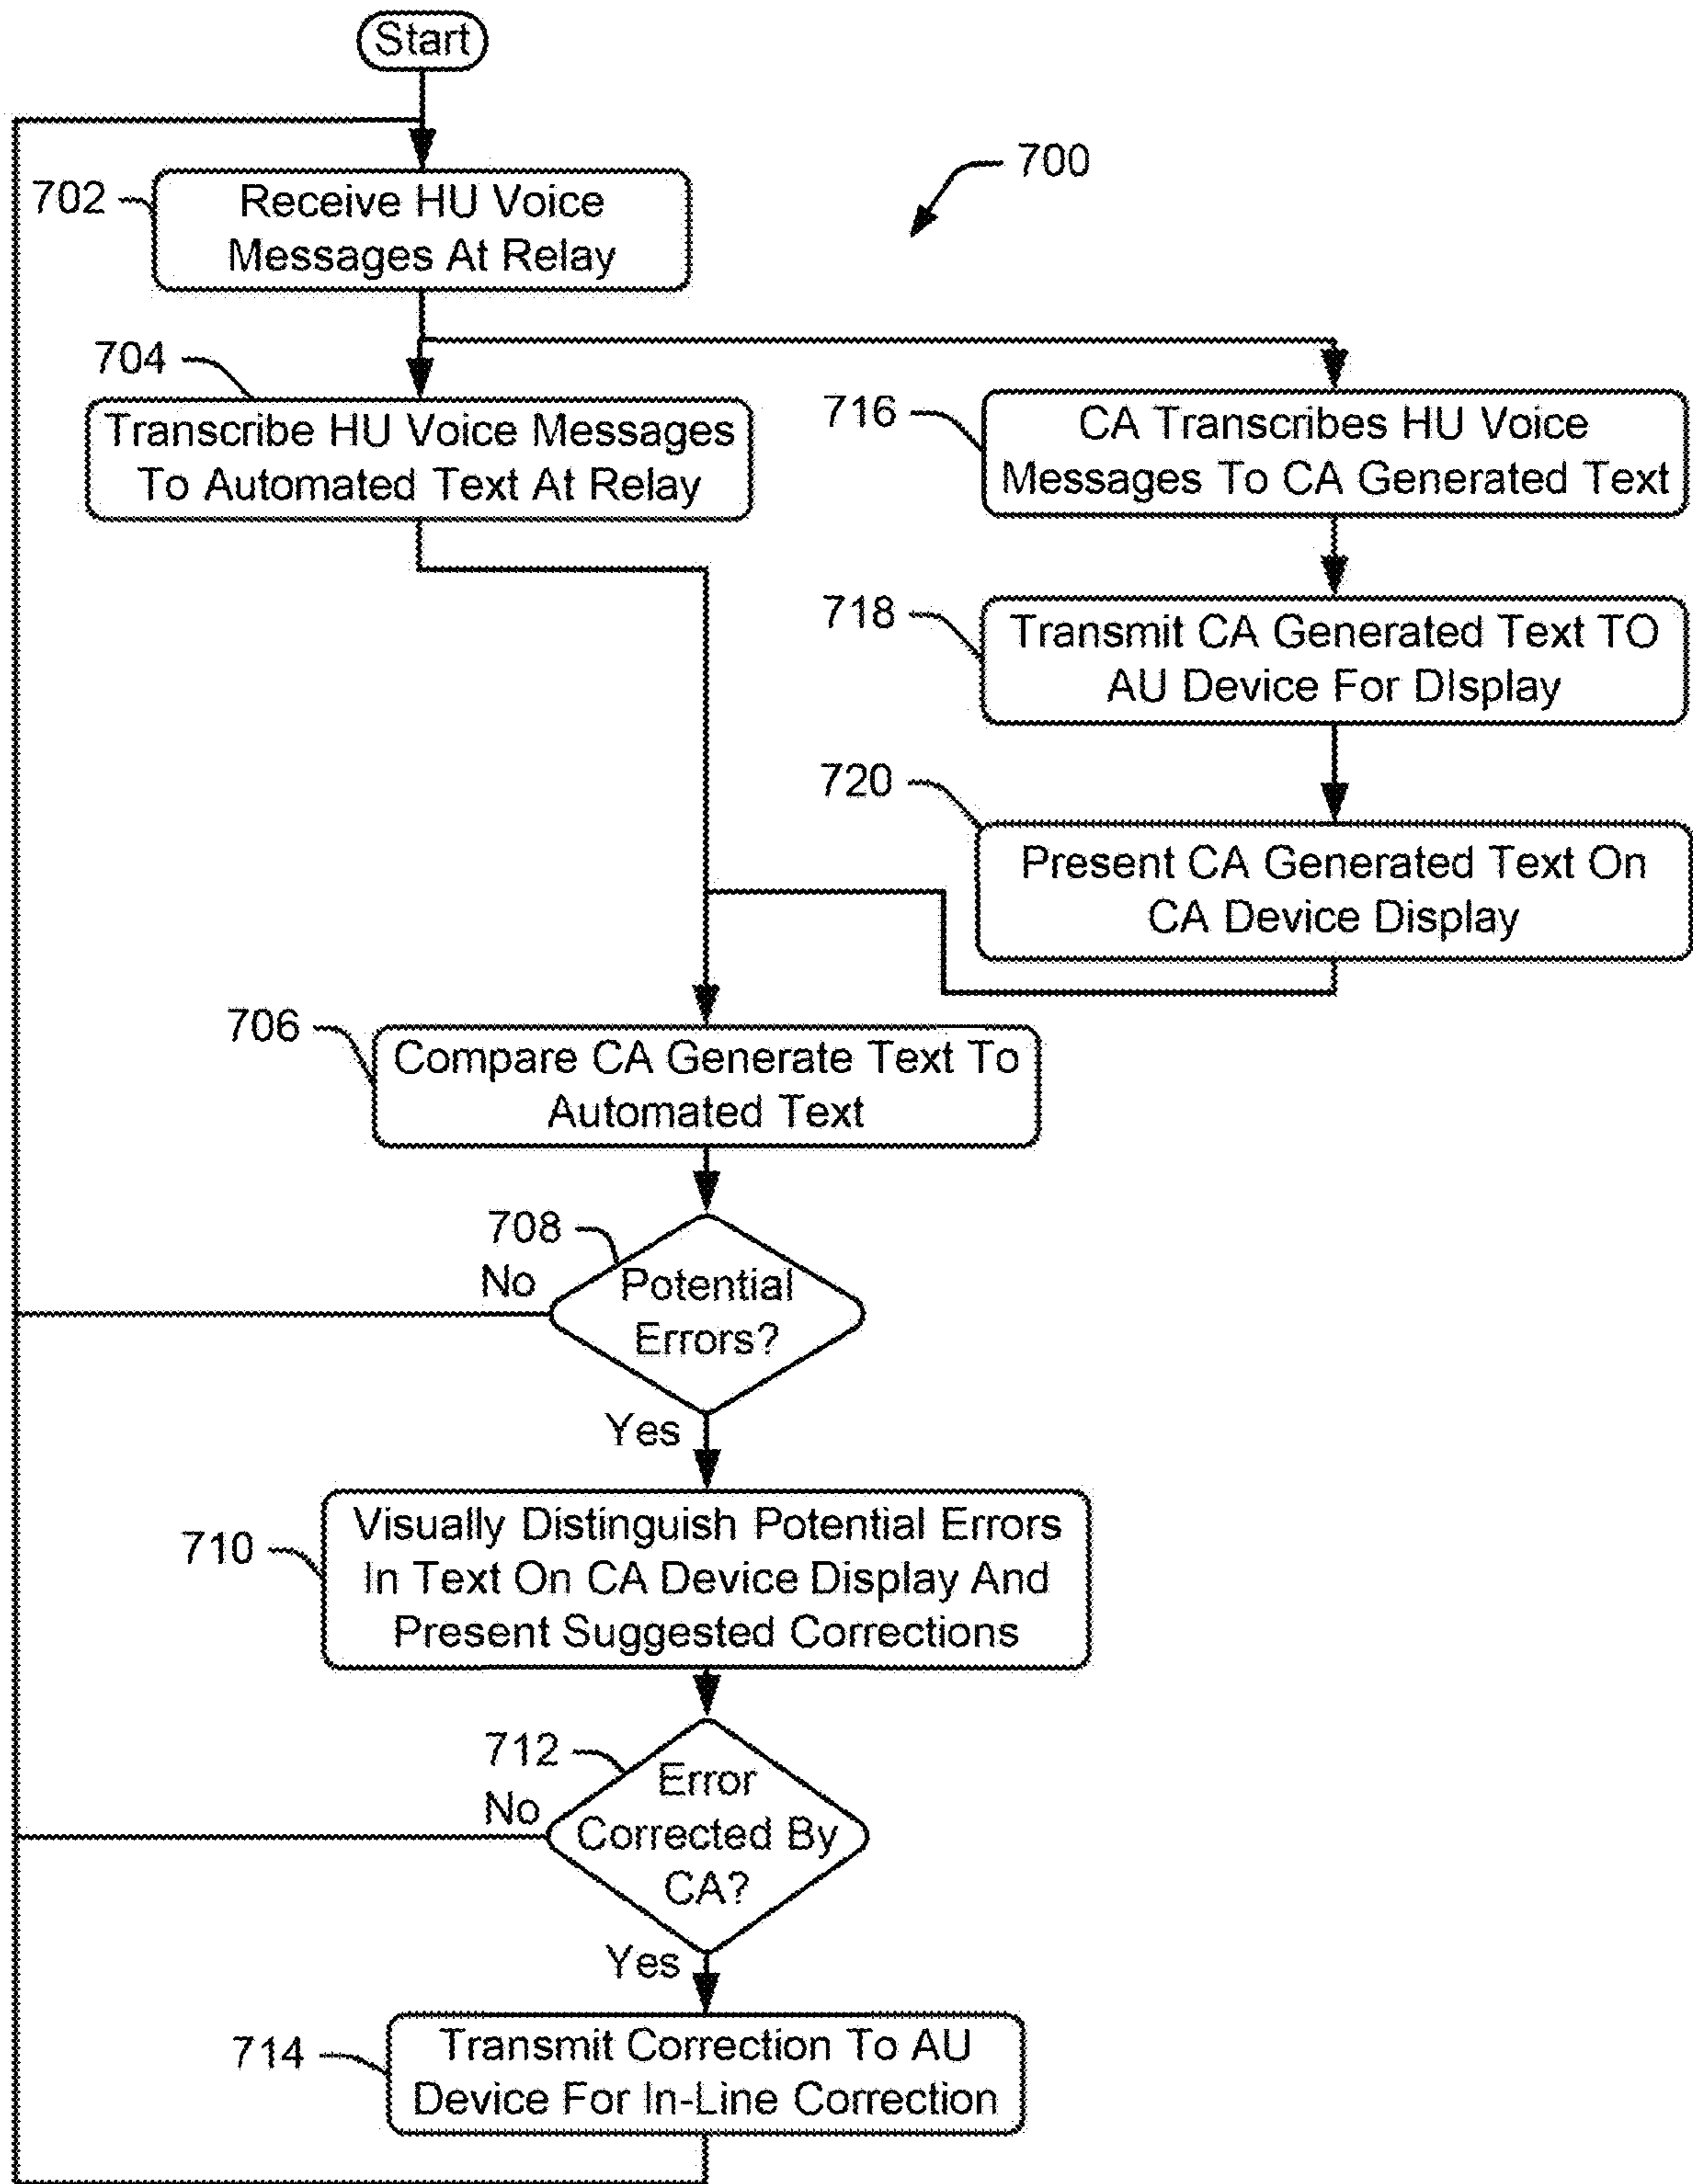 Start
700
702
Receive HU Voice
Messages At Relay
704
Transcribe HU Voice Messages
To Automated Text At Relay
716
CA Transcribes HU Voice
Messages To CA Generated Text
718
Transmit CA Generated Text TO
AU Device For DIsplay
720
Present CA Generated Text On
CA Device Display
706
Compare CA Generate Text To
Automated Text
708
No
Potential
Errors?
Yes
710
Visually Distinguish Potential Errors
In Text On CA Device Display And
Present Suggested Corrections
712
No
Error
Corrected By
CA?
Yes
714
Transmit Correction To AU
Device For In-Line Correction